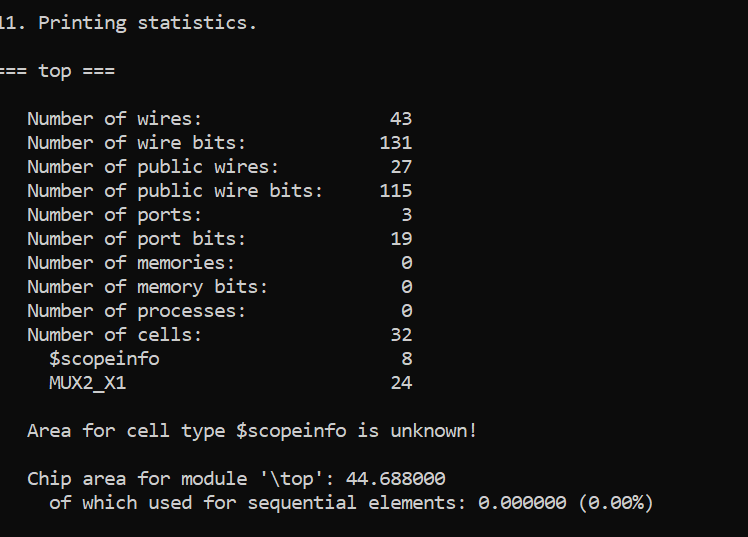 11. Printing statistics.
=== top ===
Number of wires: 43
Number of wire bits: 131
Number of public wires: 27
Number of public wire bits: 115
Number of ports: 3
Number of port bits: 19
Number of memories: 0
Number of memory bits: 0
Number of processes: 0
Number of cells: 32
$scopeinfo 8
MUX2_X1 24
Area for cell type $scopeinfo is unknown!
Chip area for module '\top': 44.688000
of which used for sequential elements: 0.000000 (0.00%)